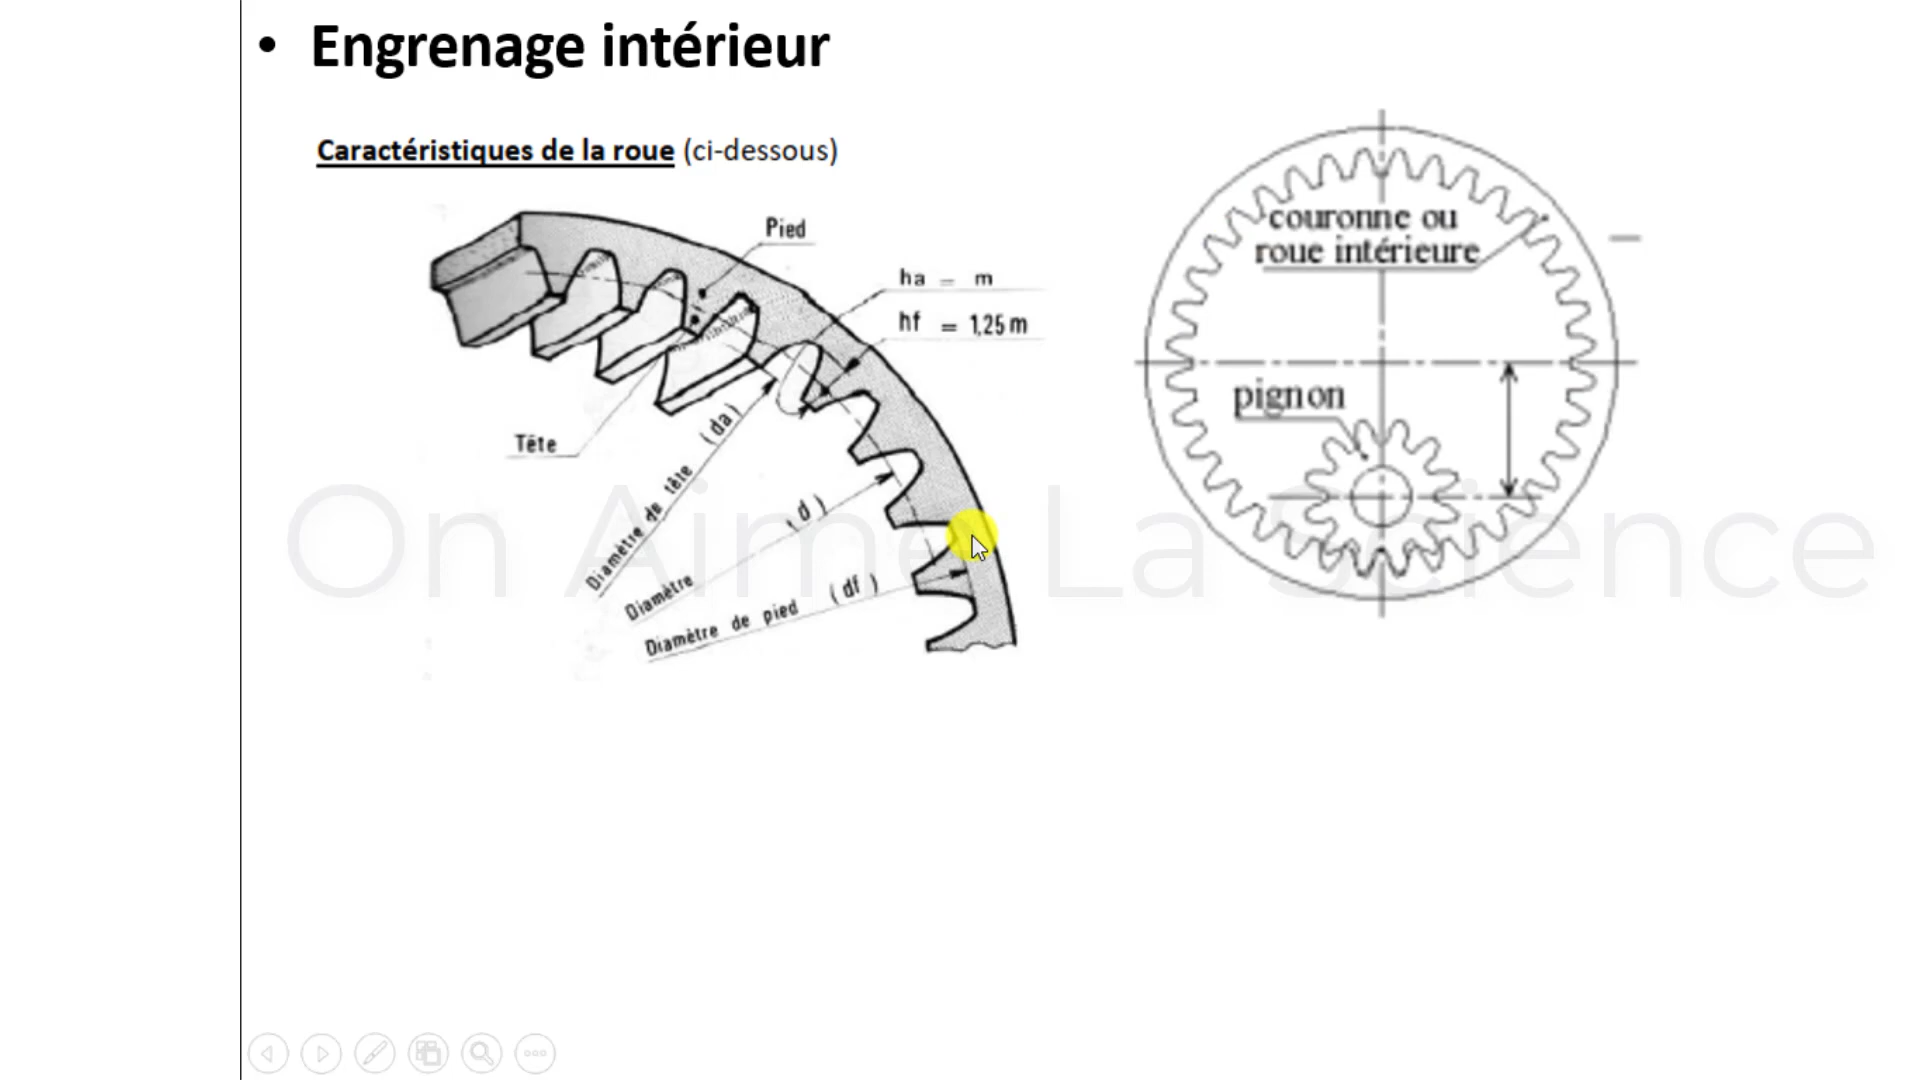 • Engrenage intérieur
Caractéristiques de la roue (ci-dessous)
Pied
ha = m
hf = 1,25 m
Tête
Diamètre de tête (da)
Diamètre (d)
Diamètre de pied (df)
couronne ou
roue intérieure
pignon
On Aime La Science